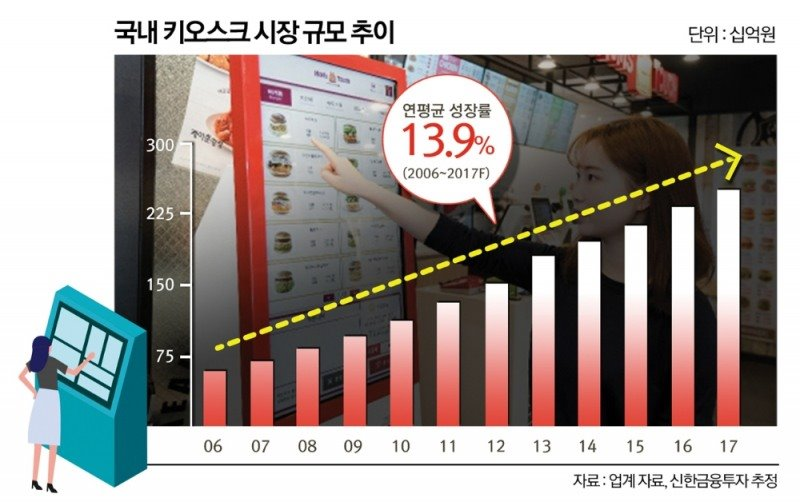 국내 키오스크 시장 규모 추이
단위 : 십억원
연평균 성장률
13.9%
(2006~2017F)
300
225
150
75
06 07 08 09 10 11 12 13 14 15 16 17
자료 : 업계 자료, 신한금융투자 추정